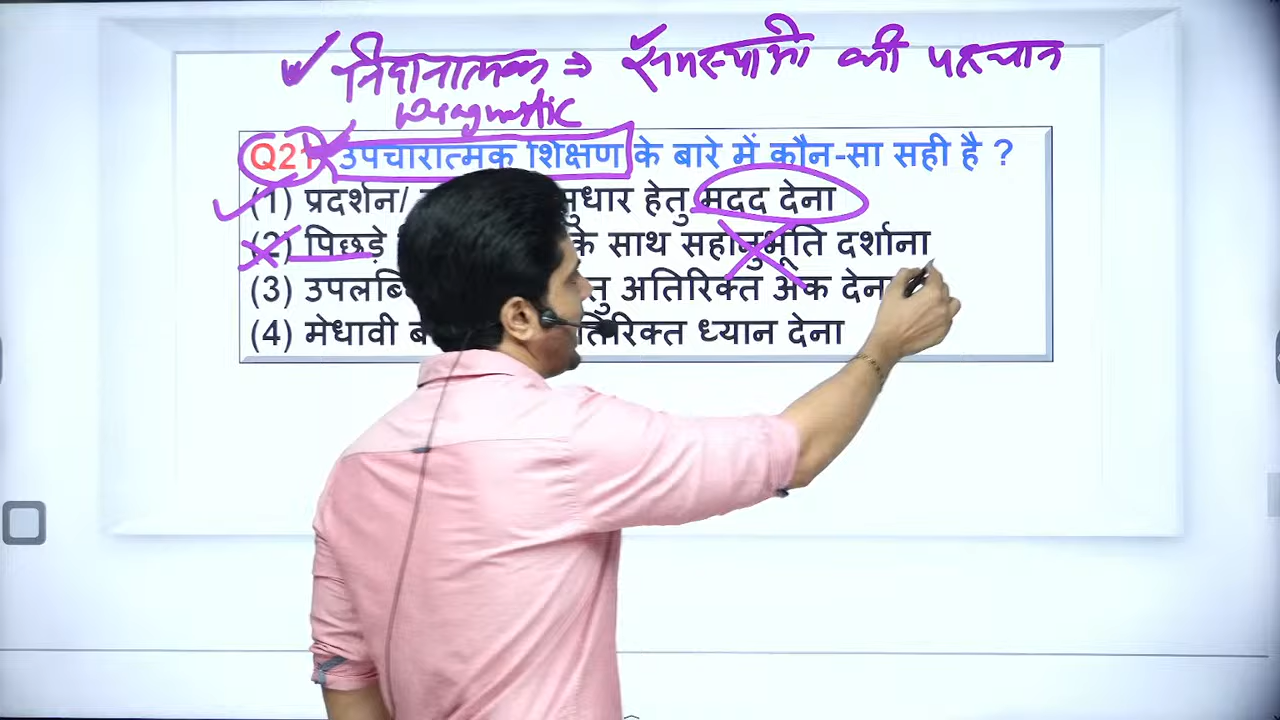 निदानात्मक ⇒ समस्याओं की पहचान
Diagnostic
Q21 उपचारात्मक शिक्षण के बारे में कौन-सा सही है ?
(1) प्रदर्शन/ सुधार हेतु मदद देना
(2) पिछड़े के साथ सहानुभूति दर्शाना
(3) अतिरिक्त अंक देना
(4) मेधावी अतिरिक्त ध्यान देना